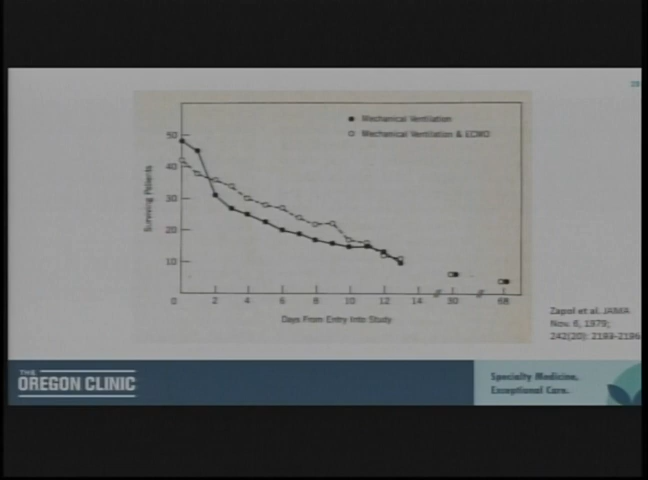 Mechanical Ventilation
Mechanical Ventilation & ECMO
50
40
30
20
10
Surviving Patients
0 2 4 6 8 10 12 14 30 68
Days From Entry Into Study
Zapol et al. JAMA
Nov. 6, 1979;
242(20): 2193-2196
THE
OREGON CLINIC
Specialty Medicine.
Exceptional Care.